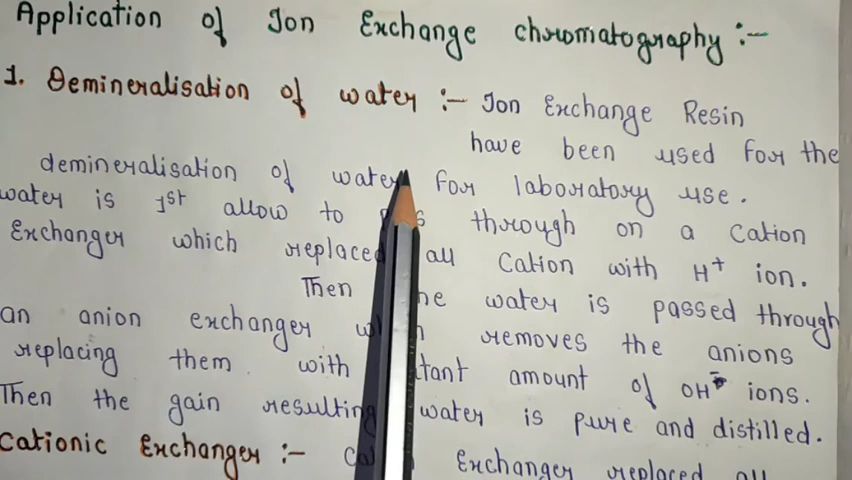 Application of Ion Exchange chromatography :-
1. Demineralisation of water :- Ion Exchange Resin
have been used for the
demineralisation of water for laboratory use.
water is 1st allow to through on a Cation
Exchanger which replaced all Cation with H+ ion.
Then the water is passed through
an anion exchanger removes the anions
replacing them with amount of OH- ions.
Then the gain resulting water is pure and distilled.
Cationic Exchanger :- Exchanger replaced all